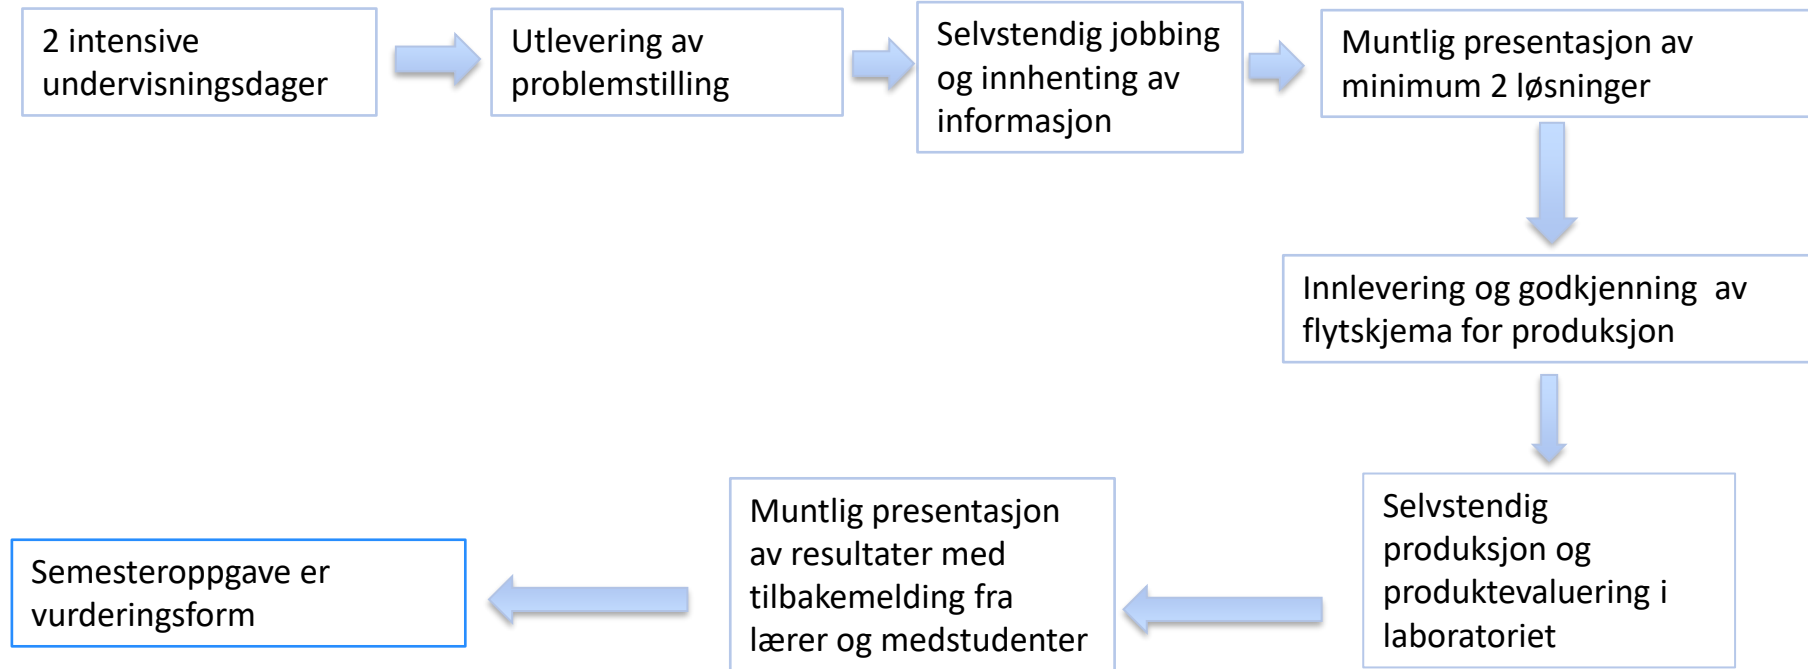 2 intensive
undervisningsdager
Utlevering av
problemstilling
Selvstendig jobbing
og innhenting av
informasjon
Muntlig presentasjon av
minimum 2 løsninger
Innlevering og godkjenning  av
flytskjema for produksjon
Selvstendig
produksjon og
produktevaluering i
laboratoriet
Muntlig presentasjon
av resultater med
tilbakemelding fra
lærer og medstudenter
Semesteroppgave er
vurderingsform